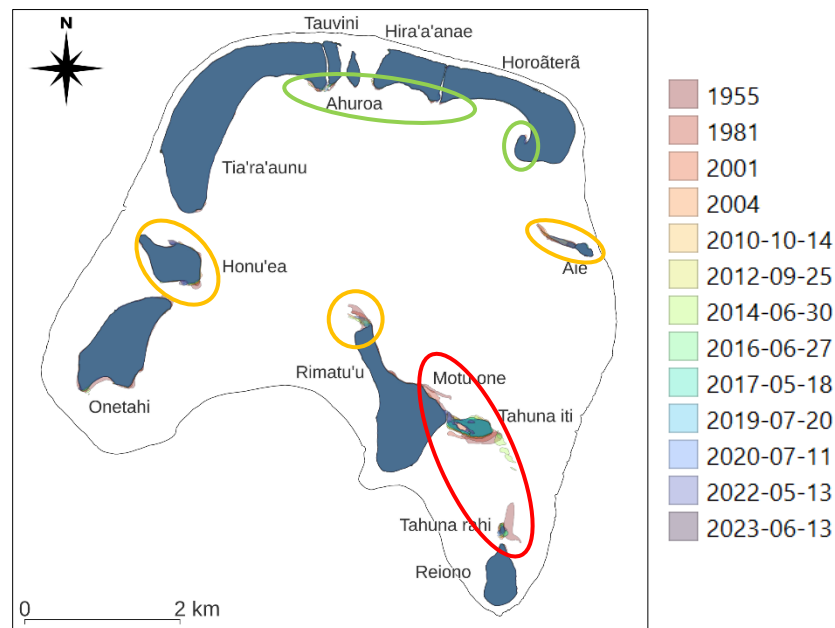 N
Tauvini
Hira'a'anae
Horoãterã
Ahuroa
Tia'ra'aunu
Honu'ea
Aie
Rimatu'u
Motu one
Onetahi
Tahuna iti
Tahuna rahi
Reiono
0 2 km
1955
1981
2001
2004
2010-10-14
2012-09-25
2014-06-30
2016-06-27
2017-05-18
2019-07-20
2020-07-11
2022-05-13
2023-06-13